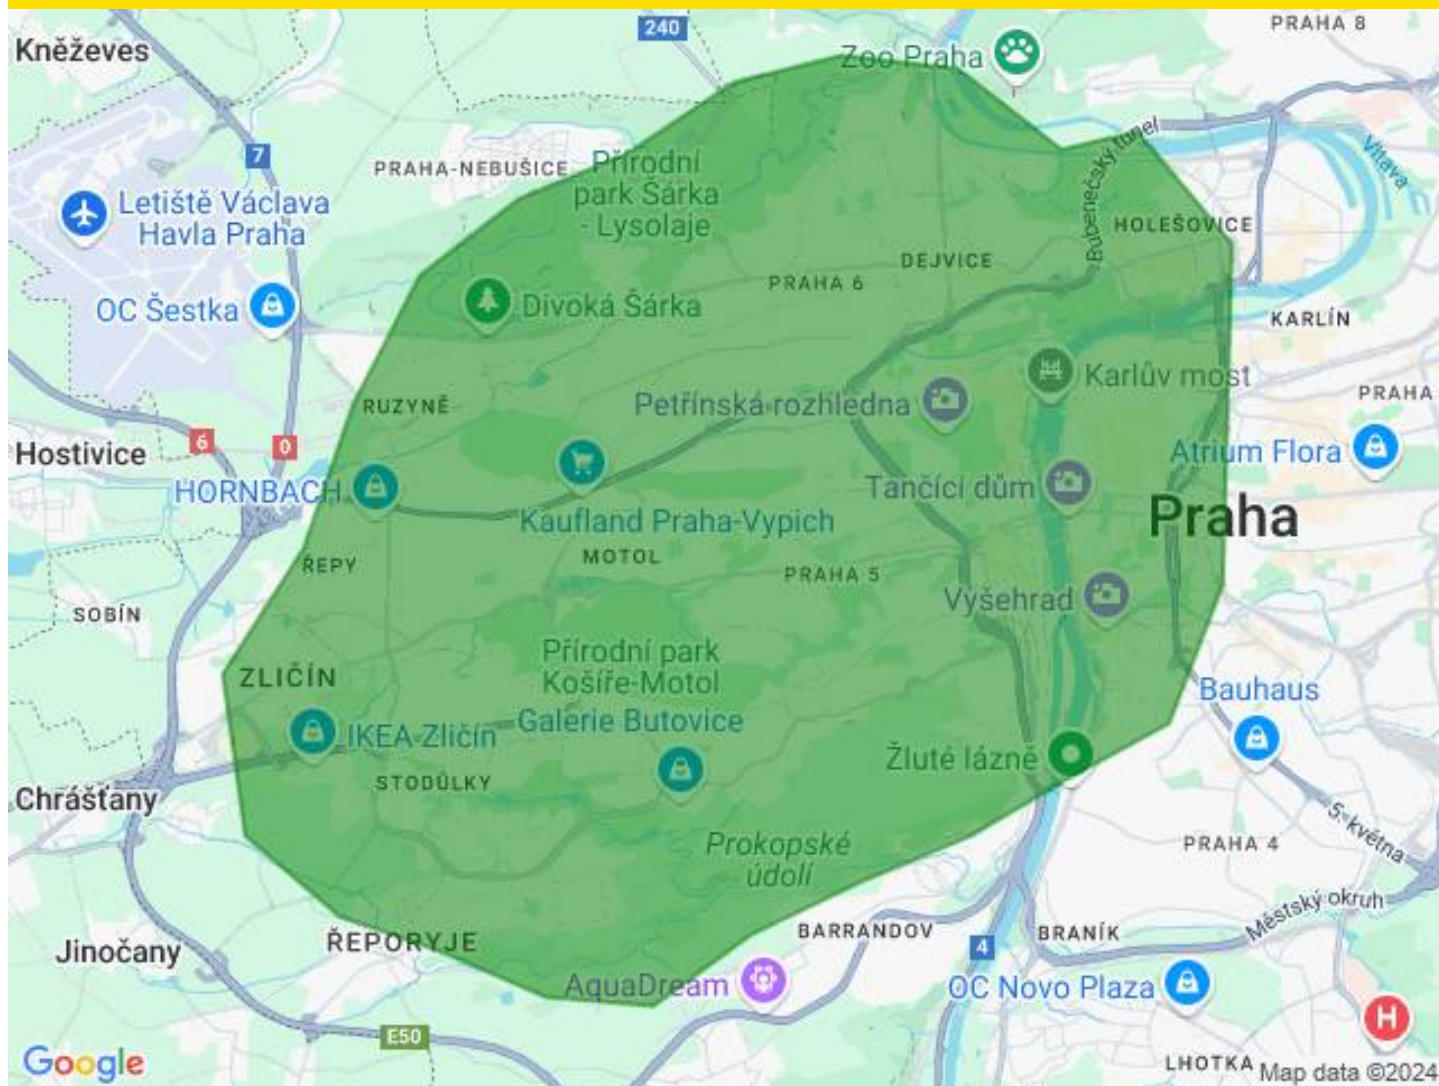 240
PRAHA 8
Kněževes
Zoo Praha
Bubenečský tunel
Vltava
7
PRAHA-NEBUŠICE
Přírodní
park Šárka
- Lysolaje
Letiště Václava
Havla Praha
HOLEŠOVICE
DEJVICE
PRAHA 6
OC Šestka
Divoká Šárka
KARLÍN
Karlův most
PRAHA
RUZYNĚ
Petřínská rozhledna
6
0
Hostivice
Atrium Flora
HORNBACH
Tančící dům
Kaufland Praha-Vypich
Praha
ŘEPY
MOTOL
PRAHA 5
SOBÍN
Vyšehrad
Přírodní park
Košíře-Motol
ZLIČÍN
Bauhaus
Galerie Butovice
IKEA Zličín
Žluté lázně
STODŮLKY
Chrášťany
5. května
Prokopské
údolí
PRAHA 4
Městský okruh
BARRANDOV
BRANÍK
ŘEPORYJE
Jinočany
4
AquaDream
OC Novo Plaza
H
E50
Google
LHOTKA
Map data ©2024